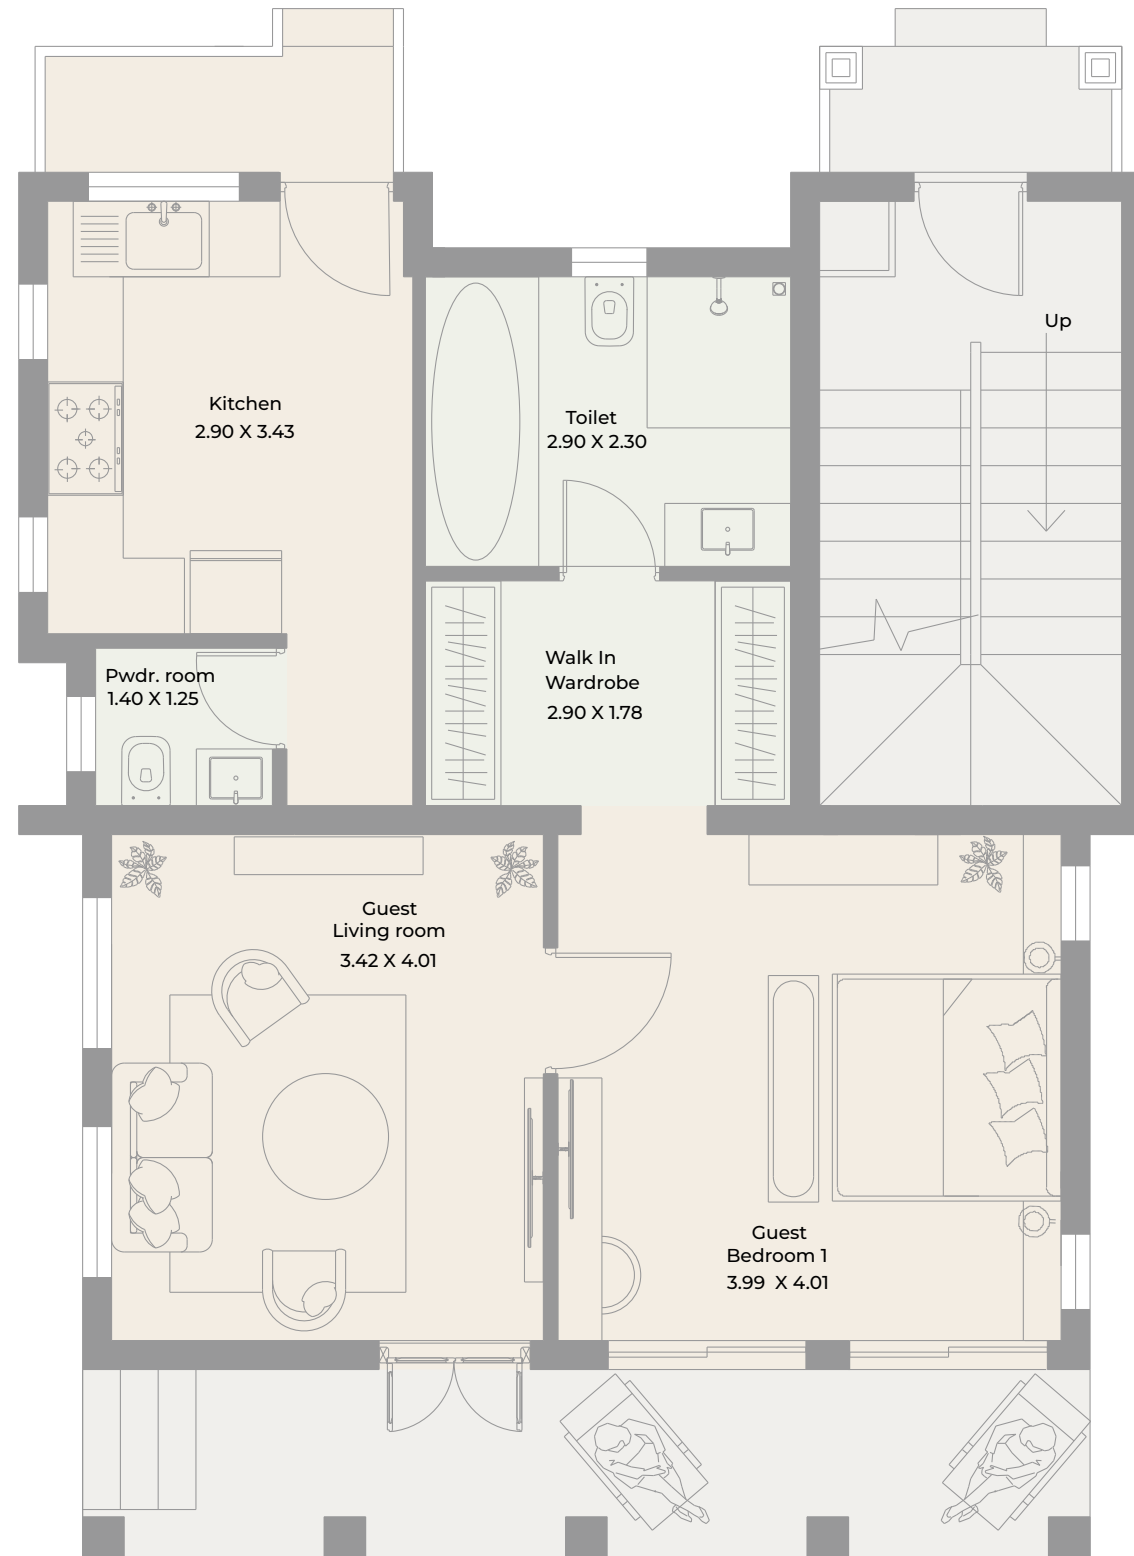 Up
Kitchen
2.90 X 3.43
Toilet
2.90 X 2.30
Walk In
Wardrobe
2.90 X 1.78
Pwdr. room
1.40 X 1.25
Guest
Living room
3.42 X 4.01
Guest
Bedroom 1
3.99 X 4.01